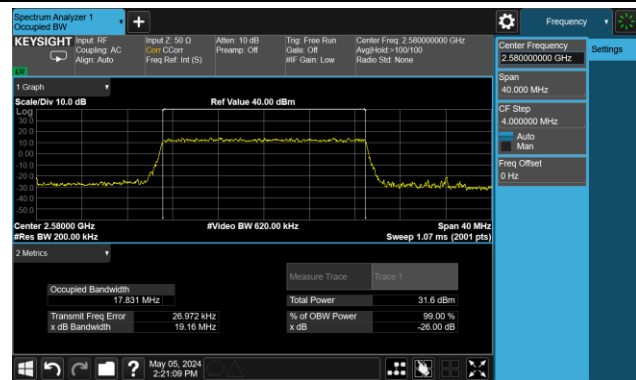 Spectrum Analyzer 1
Occupied BW
+
Frequency
KEYSIGHT
Input: RF
Coupling: AC
Align: Auto
Input Z: 50 Ω
Corr CCorr
Freq Ref: Int (S)
Atten: 10 dB
Preamp: Off
Trig: Free Run
Gate: Off
#IF Gain: Low
Center Freq: 2.580000000 GHz
Avg|Hold:>100/100
Radio Std: None
Center Frequency
2.580000000 GHz
Settings
Span
40.000 MHz
CF Step
4.000000 MHz
Auto
Man
Freq Offset
0 Hz
1 Graph
Scale/Div 10.0 dB
Ref Value 40.00 dBm
Log
30.0
20.0
10.0
0.00
-10.0
-20.0
-30.0
-40.0
-50.0
Center 2.58000 GHz
#Video BW 620.00 kHz
Span 40 MHz
#Res BW 200.00 kHz
Sweep 1.07 ms (2001 pts)
2 Metrics
Measure Trace
Trace 1
Occupied Bandwidth
17.831 MHz
Total Power
31.6 dBm
Transmit Freq Error
26.972 kHz
% of OBW Power
99.00 %
x dB Bandwidth
19.16 MHz
x dB
-26.00 dB
?
May 05, 2024
2:21:09 PM